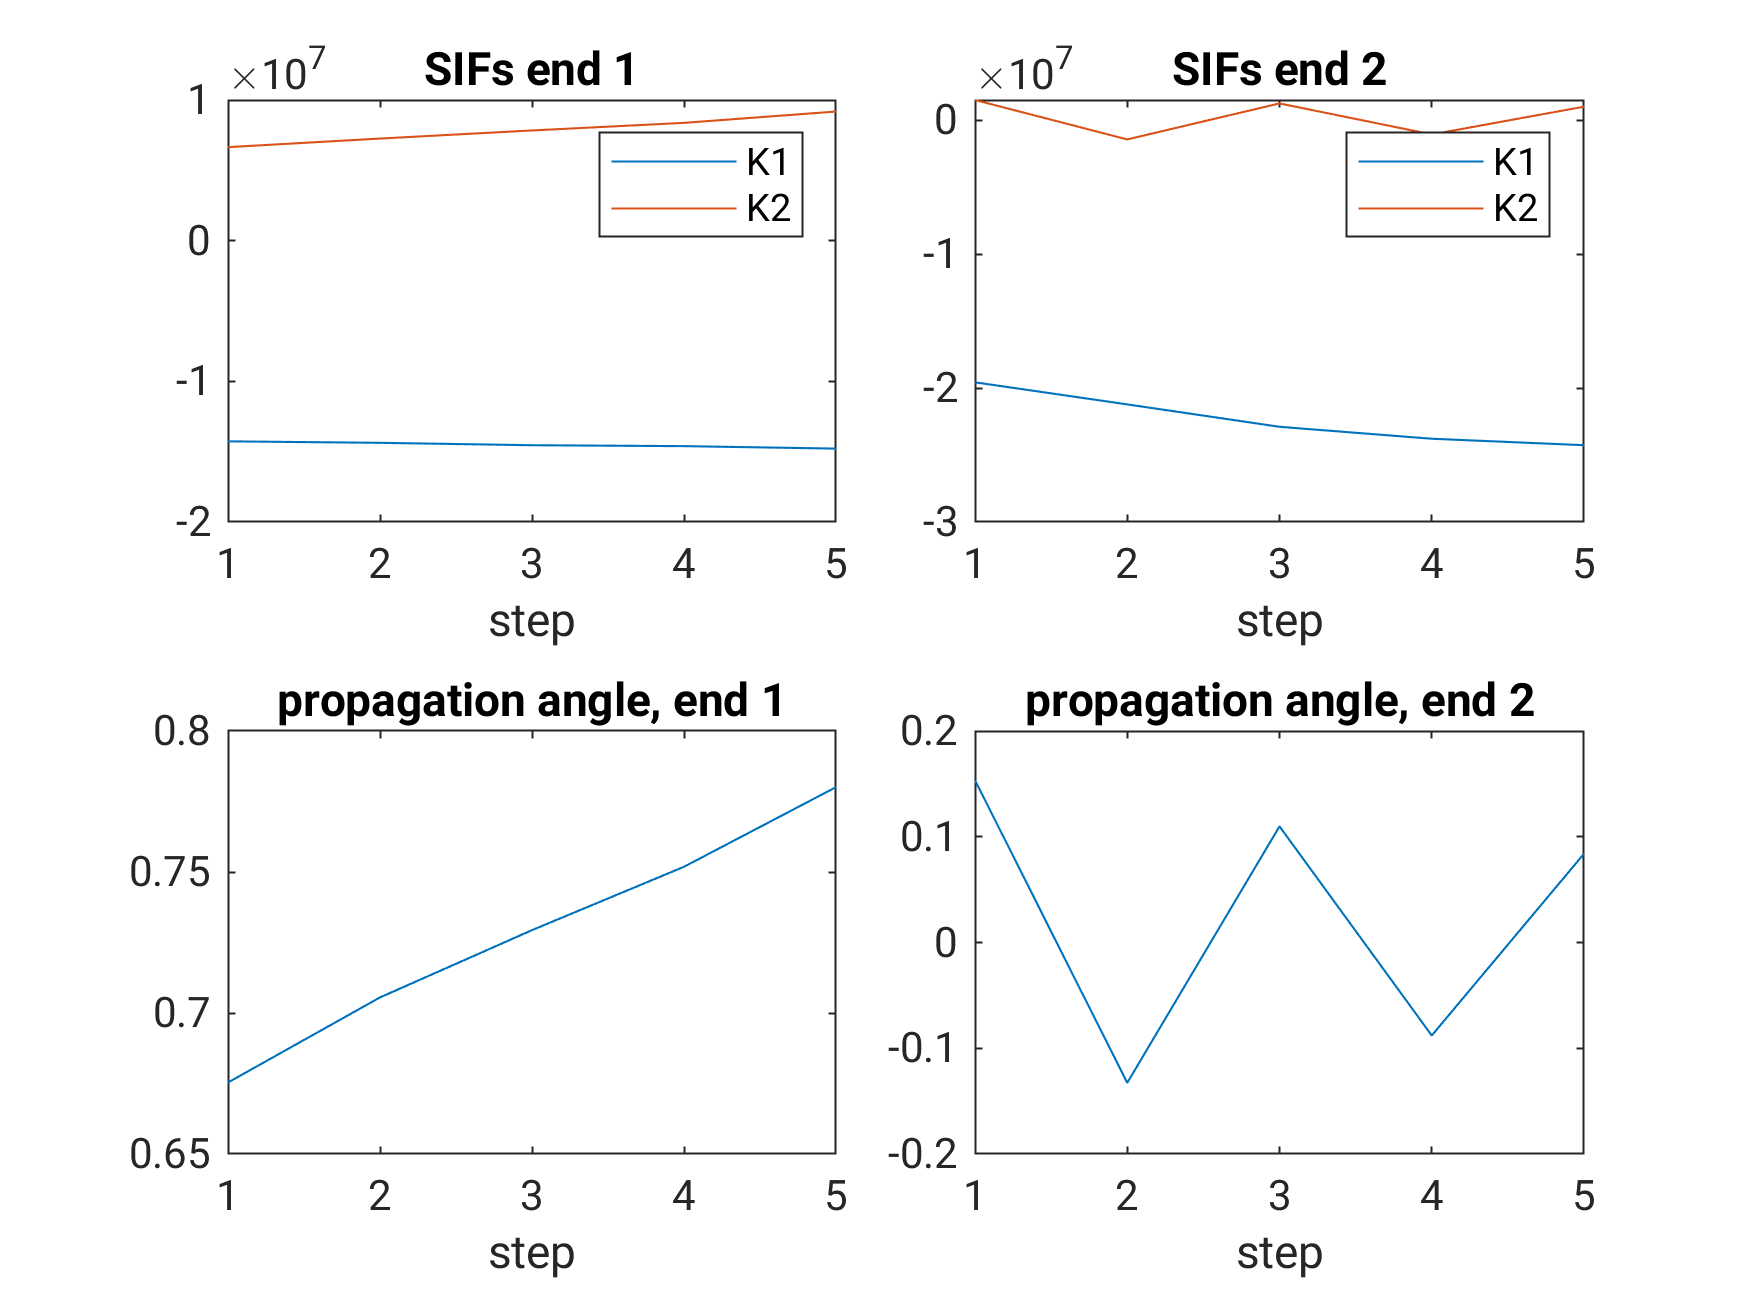 SIFs end 1
×10^7
1
0
-1
-2
1 2 3 4 5
step
K1
K2
SIFs end 2
×10^7
0
-1
-2
-3
1 2 3 4 5
step
K1
K2
propagation angle, end 1
0.8
0.75
0.7
0.65
1 2 3 4 5
step
propagation angle, end 2
0.2
0.1
0
-0.1
-0.2
1 2 3 4 5
step